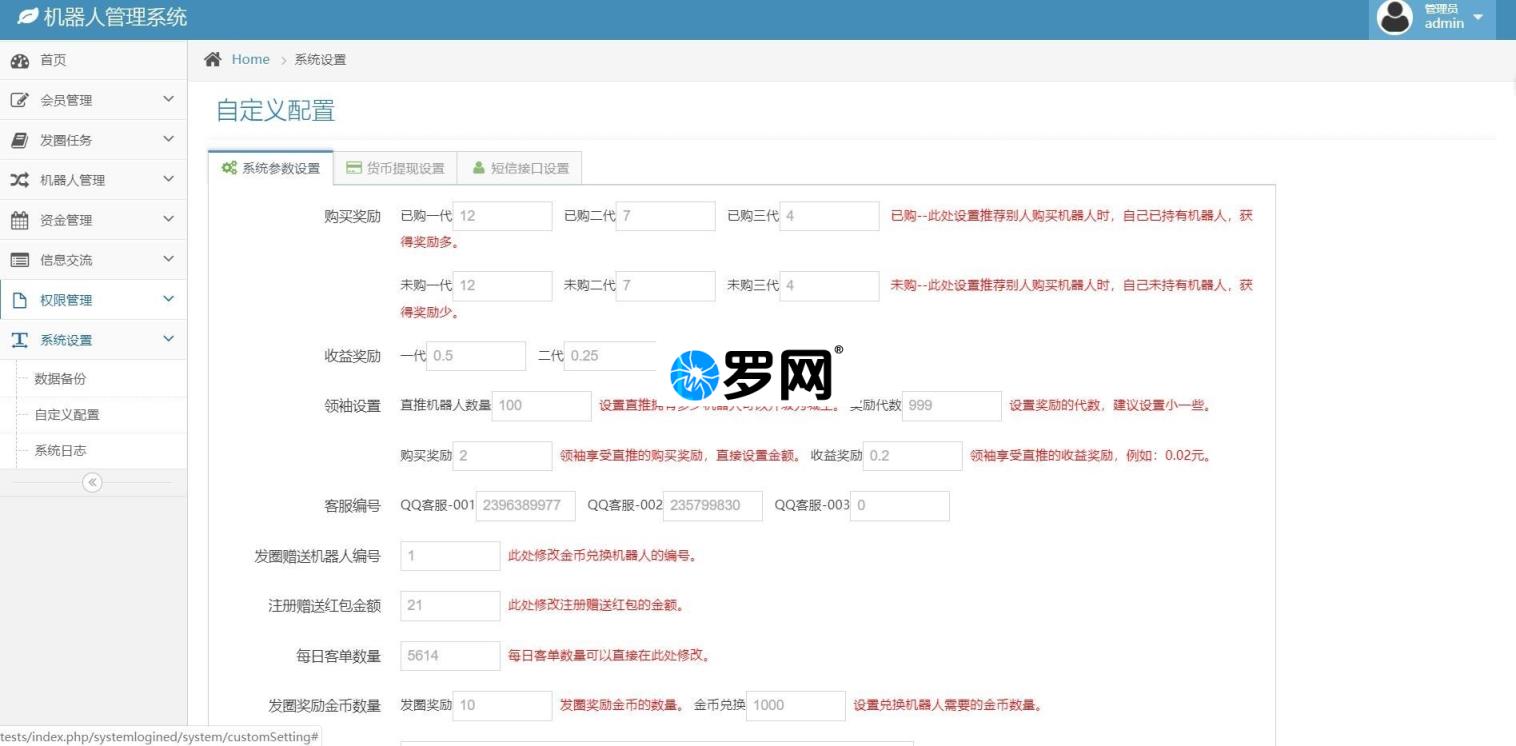 机器人管理系统
管理员
admin
首页
会员管理
发圈任务
机器人管理
资金管理
信息交流
权限管理
系统设置
数据备份
自定义配置
系统日志
Home > 系统设置
自定义配置
系统参数设置 货币提现设置 短信接口设置
购买奖励 已购一代 12 已购二代 7 已购三代 4 已购--此处设置推荐别人购买机器人时，自己已持有机器人，获
得奖励多。
未购一代 12 未购二代 7 未购三代 4 未购--此处设置推荐别人购买机器人时，自己未持有机器人，获
得奖励少。
收益奖励 一代 0.5 二代 0.25
罗网®
领袖设置 直推机器人数量 100 设置直推 奖励代数 999 设置奖励的代数，建议设置小一些。
购买奖励 2 领袖享受直推的购买奖励，直接设置金额。 收益奖励 0.2 领袖享受直推的收益奖励，例如：0.02元。
客服编号 QQ客服-001 2396389977 QQ客服-002 235799830 QQ客服-003 0
发圈赠送机器人编号 1 此处修改金币兑换机器人的编号。
注册赠送红包金额 21 此处修改注册赠送红包的金额。
每日客单数量 5614 每日客单数量可以直接在此处修改。
发圈奖励金币数量 发圈奖励 10 发圈奖励金币的数量。 金币兑换 1000 设置兑换机器人需要的金币数量。
tests/index.php/systemlogined/system/customSetting#